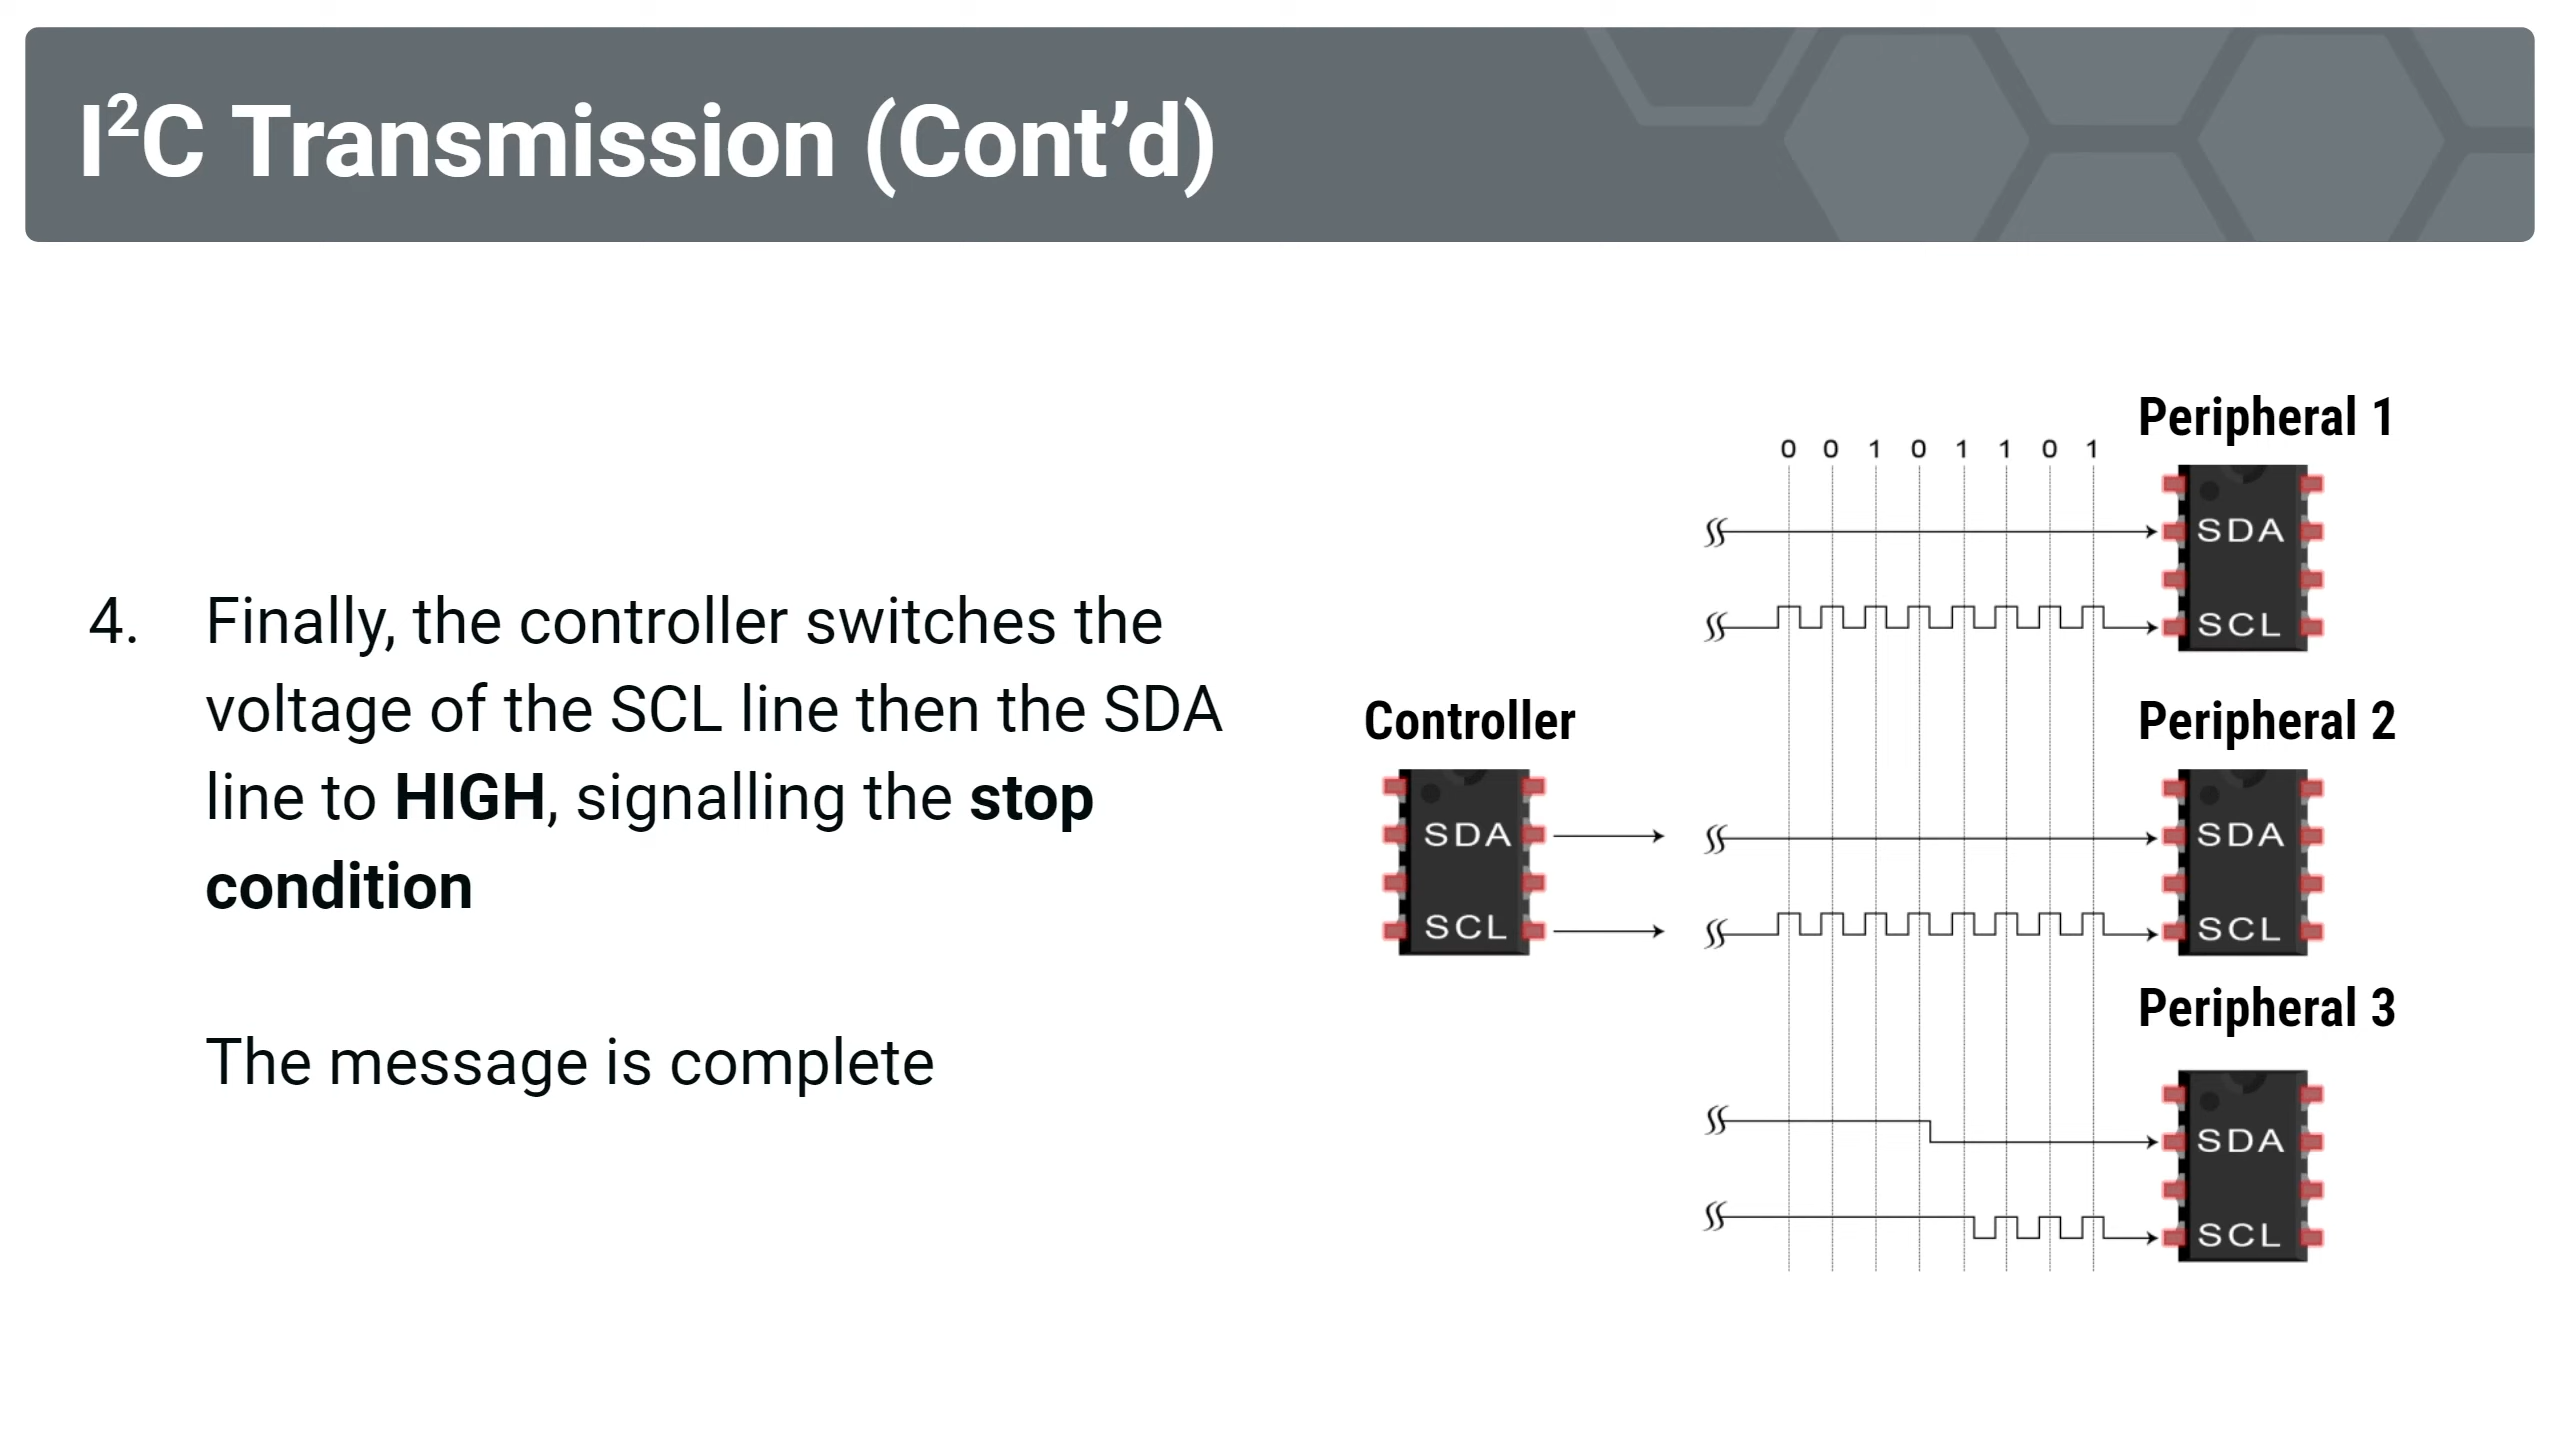 I²C Transmission (Cont’d)
4. Finally, the controller switches the
voltage of the SCL line then the SDA
line to HIGH, signalling the stop
condition
The message is complete
Peripheral 1
0 0 1 0 1 1 0 1
SDA
SCL
Controller
SDA
SCL
Peripheral 2
SDA
SCL
Peripheral 3
SDA
SCL